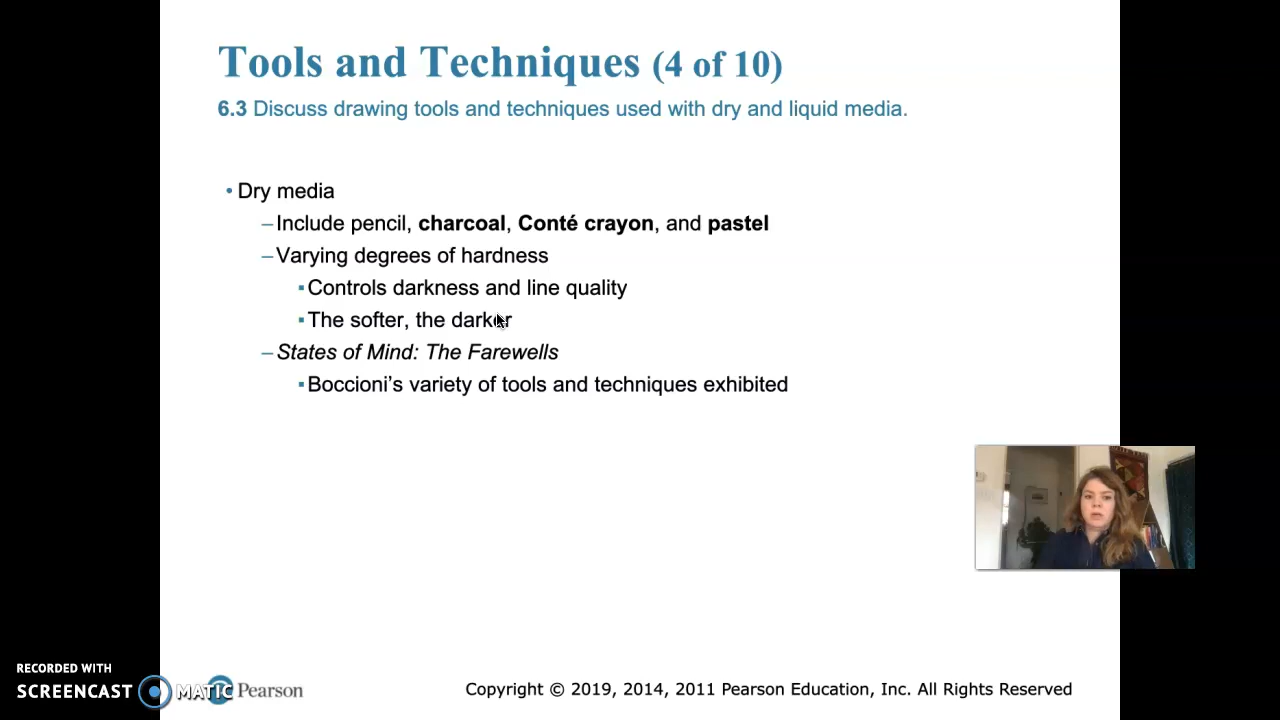 Tools and Techniques (4 of 10)
6.3 Discuss drawing tools and techniques used with dry and liquid media.
• Dry media
– Include pencil, charcoal, Conté crayon, and pastel
– Varying degrees of hardness
▪ Controls darkness and line quality
▪ The softer, the darker
– States of Mind: The Farewells
▪ Boccioni's variety of tools and techniques exhibited
RECORDED WITH
SCREENCAST MATIC
Pearson
Copyright © 2019, 2014, 2011 Pearson Education, Inc. All Rights Reserved